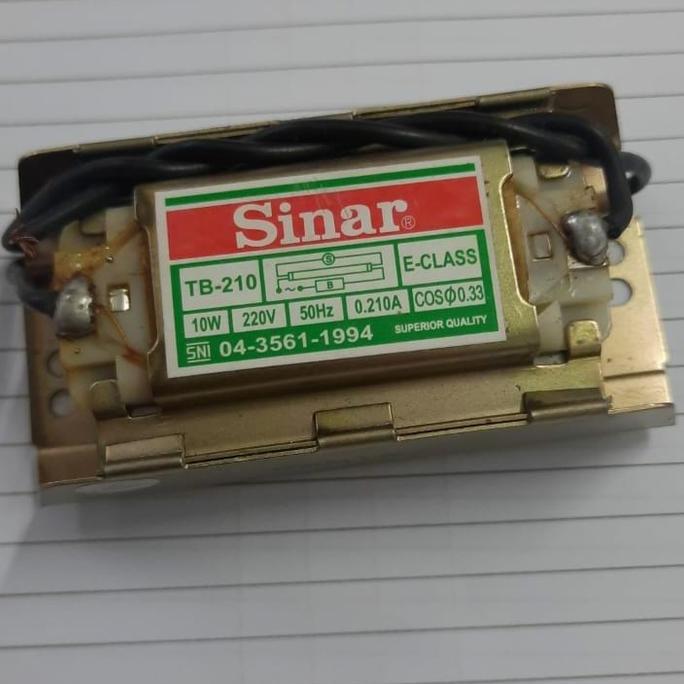 Sinar®
TB-210
S
B
E-CLASS
10W 220V 50Hz 0.210A COSϕ0.33
SNI 04-3561-1994 SUPERIOR QUALITY